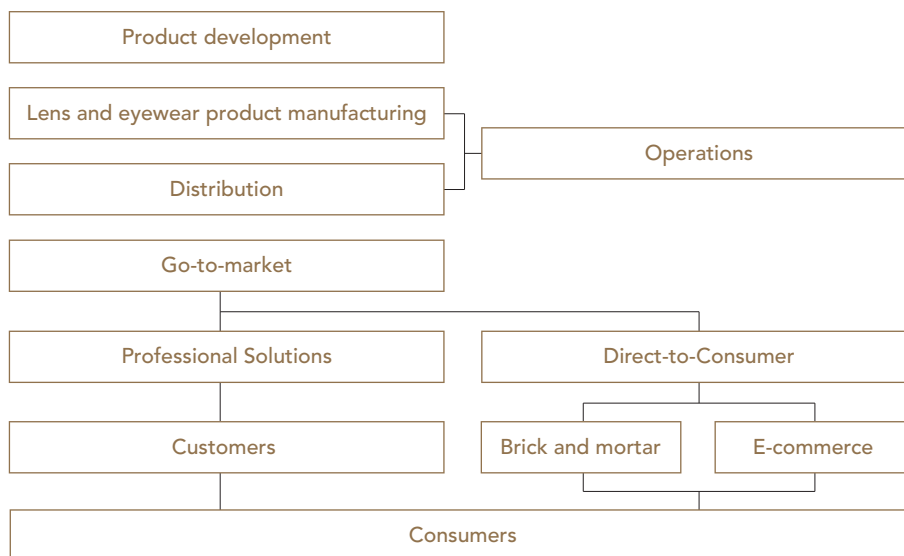 Product development
Lens and eyewear product manufacturing
Operations
Distribution
Go-to-market
Professional Solutions
Direct-to-Consumer
Customers
Brick and mortar
E-commerce
Consumers